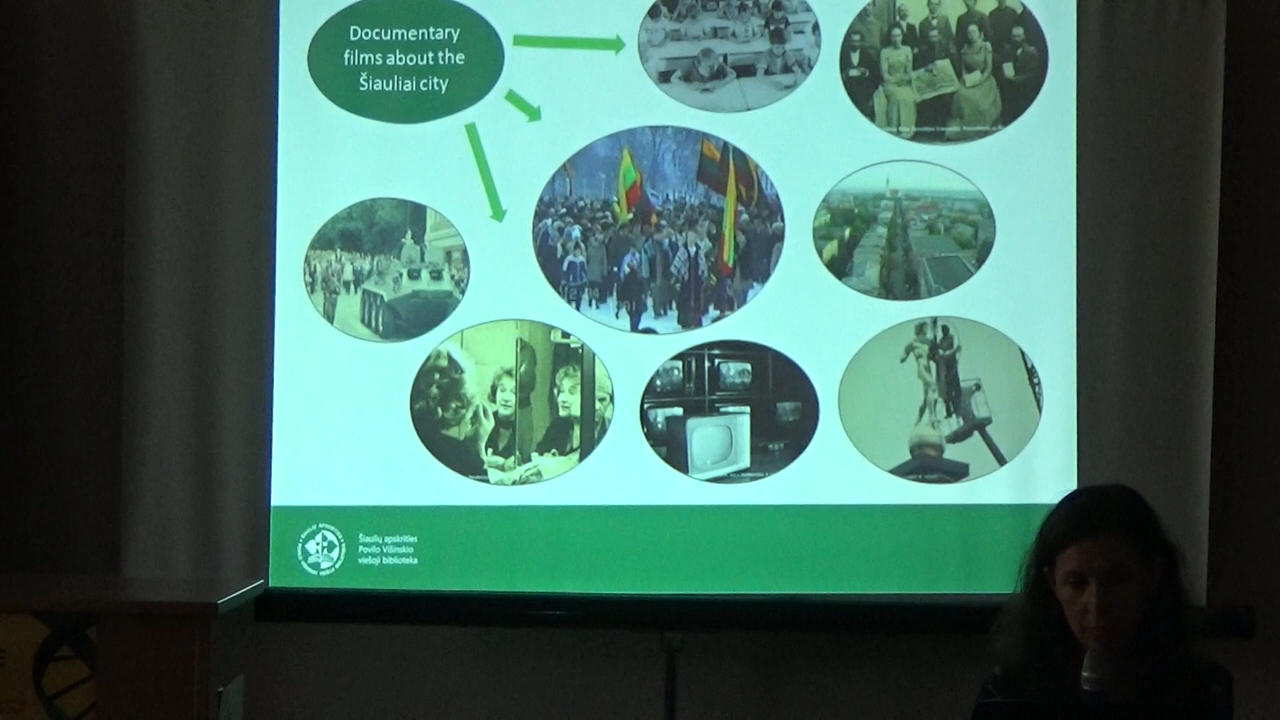 Documentary
films about the
Šiauliai city
Šiaulių apskrities
Povilo Višinskio
viešoji biblioteka